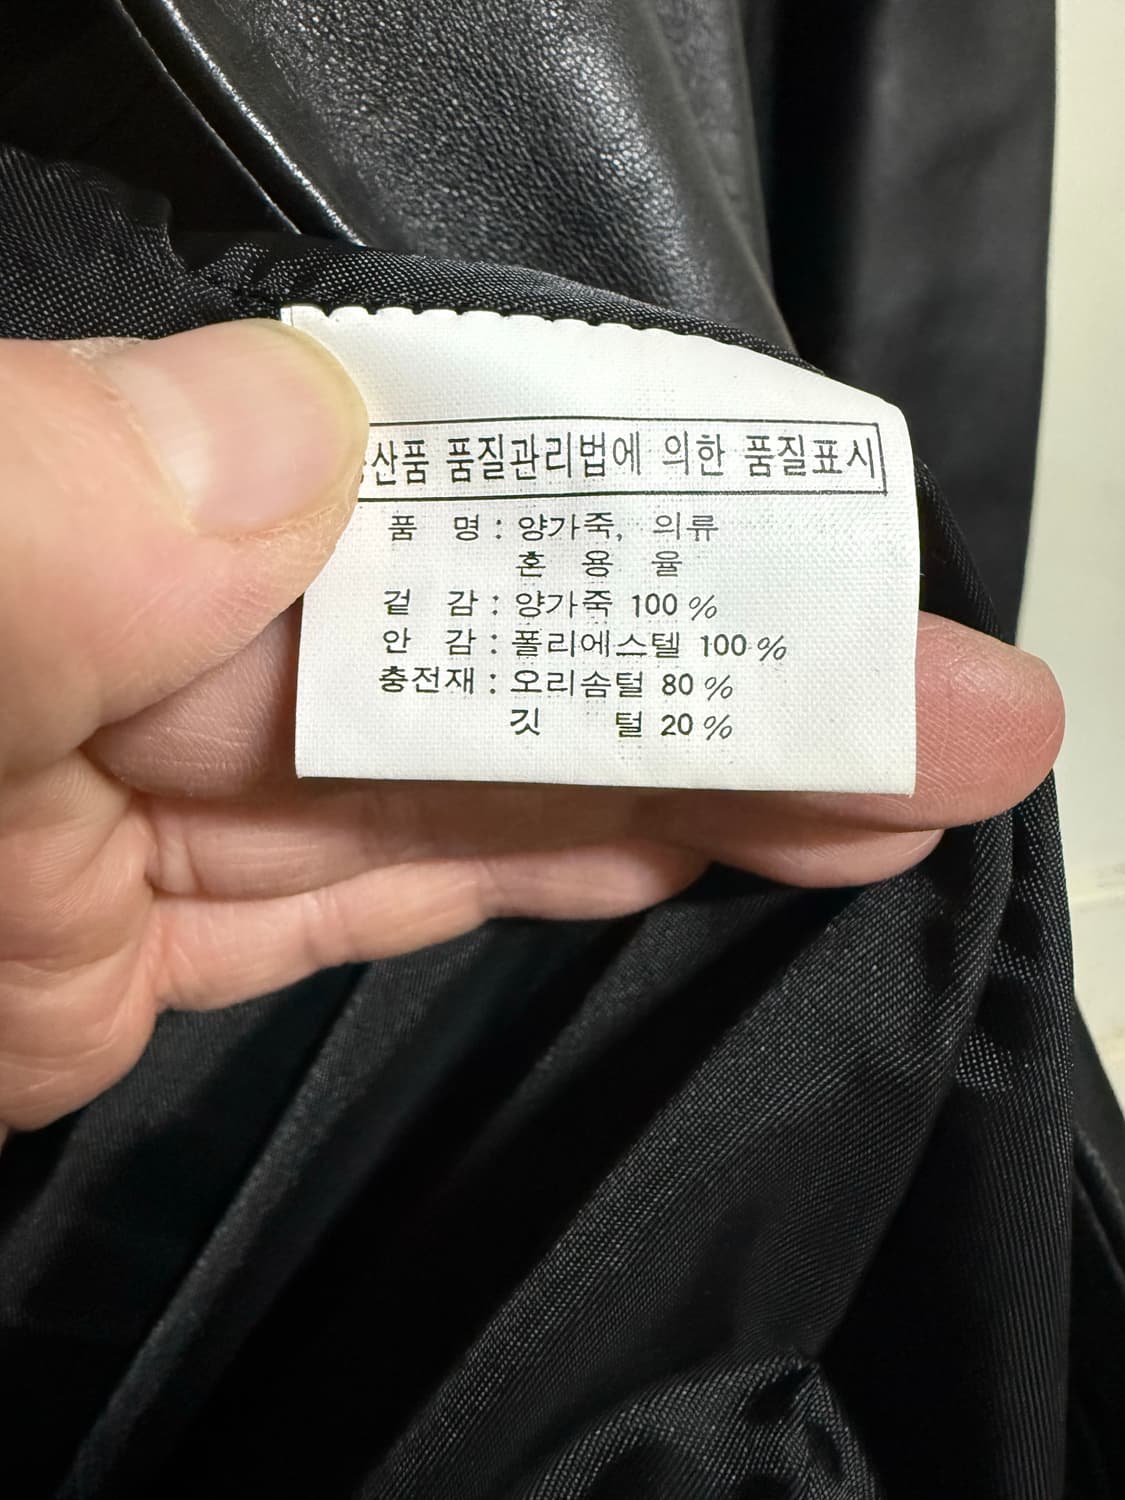 산품 품질관리법에 의한 품질표시
품 명 : 양가죽, 의류
혼 용 율
겉 감 : 양가죽 100 %
안 감 : 폴리에스텔 100 %
충전재 : 오리솜털 80 %
깃 털 20 %